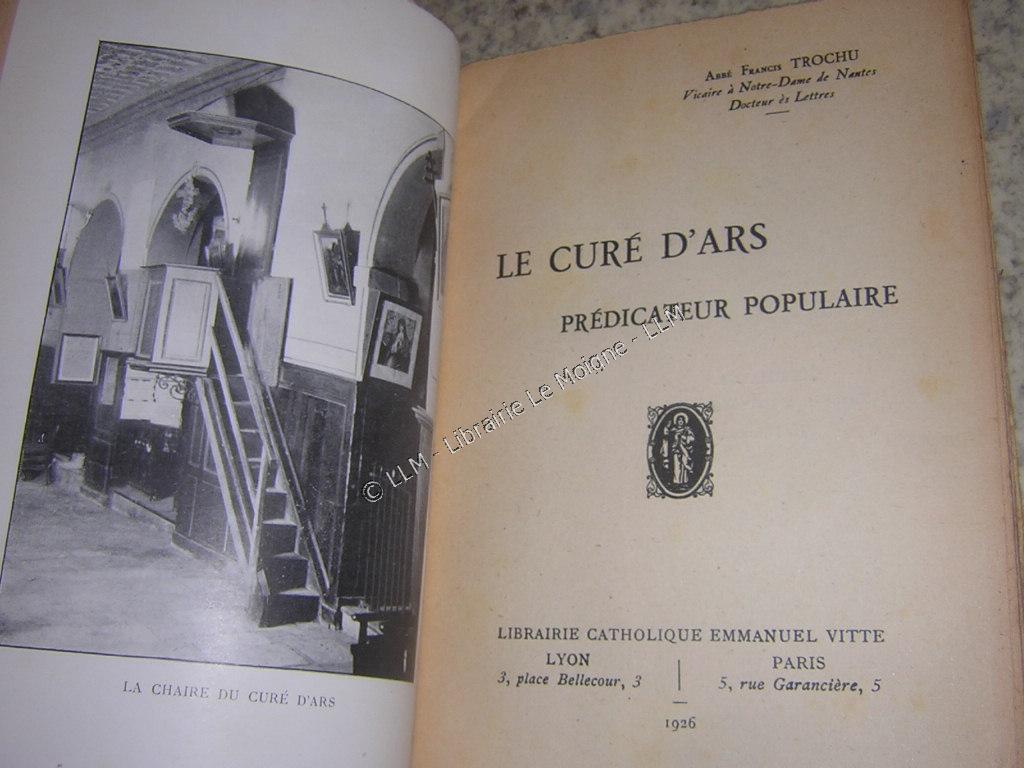 LA CHAIRE DU CURÉ D'ARS
ABBÉ FRANCIS TROCHU
Vicaire à Notre-Dame de Nantes
Docteur ès Lettres
LE CURÉ D'ARS
PRÉDICATEUR POPULAIRE
© LLM - Librairie Le Moigne - LLM
LIBRAIRIE CATHOLIQUE EMMANUEL VITTE
LYON
3, place Bellecour, 3
PARIS
5, rue Garancière, 5
1926